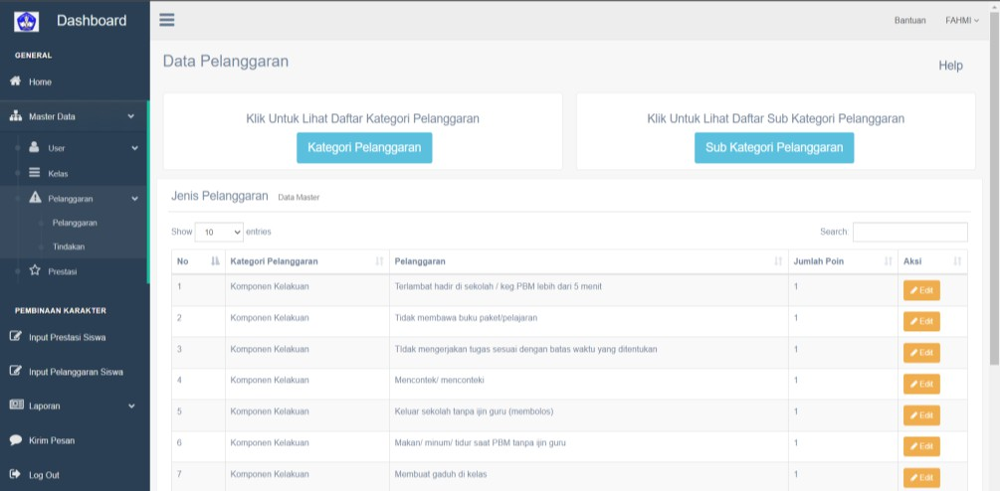 Dashboard
Bantuan FAHMI
GENERAL
Home
Master Data
User
Kelas
Pelanggaran
Pelanggaran
Tindakan
Prestasi
PEMBINAAN KARAKTER
Input Prestasi Siswa
Input Pelanggaran Siswa
Laporan
Kirim Pesan
Log Out
Data Pelanggaran
Help
Klik Untuk Lihat Daftar Kategori Pelanggaran
Kategori Pelanggaran
Klik Untuk Lihat Daftar Sub Kategori Pelanggaran
Sub Kategori Pelanggaran
Jenis Pelanggaran Data Master
Show 10 entries Search:
No Kategori Pelanggaran Pelanggaran Jumlah Poin Aksi
1 Komponen Kelakuan Terlambat hadir di sekolah / keg PBM lebih dari 5 menit 1 Edit
2 Komponen Kelakuan Tidak membawa buku paket/pelajaran 1 Edit
3 Komponen Kelakuan TIdak mengerjakan tugas sesuai dengan batas waktu yang ditentukan 1 Edit
4 Komponen Kelakuan Mencontek/ menconteki 1 Edit
5 Komponen Kelakuan Keluar sekolah tanpa ijin guru (membolos) 1 Edit
6 Komponen Kelakuan Makan/ minum/ tidur saat PBM tanpa ijin guru 1 Edit
7 Komponen Kelakuan Membuat gaduh di kelas 1 Edit